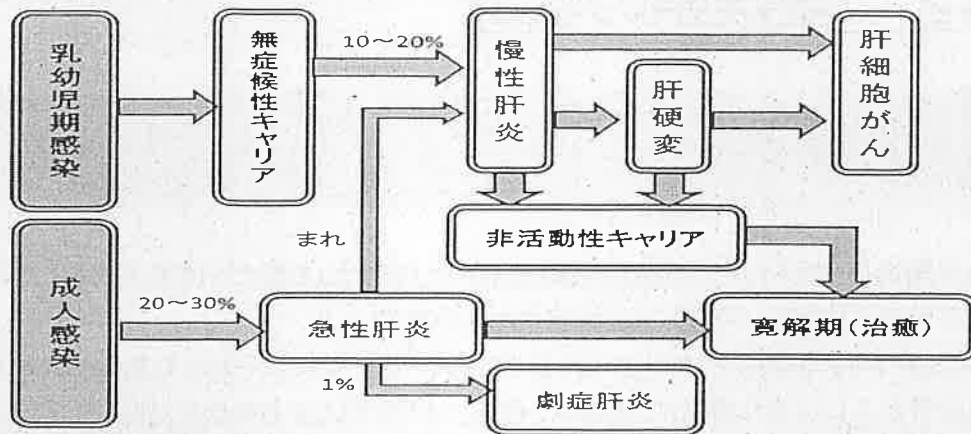 乳幼児期感染
無症候性キャリア
10～20%
慢性肝炎
肝硬変
肝細胞がん
まれ
非活動性キャリア
成人感染
20～30%
急性肝炎
寛解期(治癒)
1%
劇症肝炎